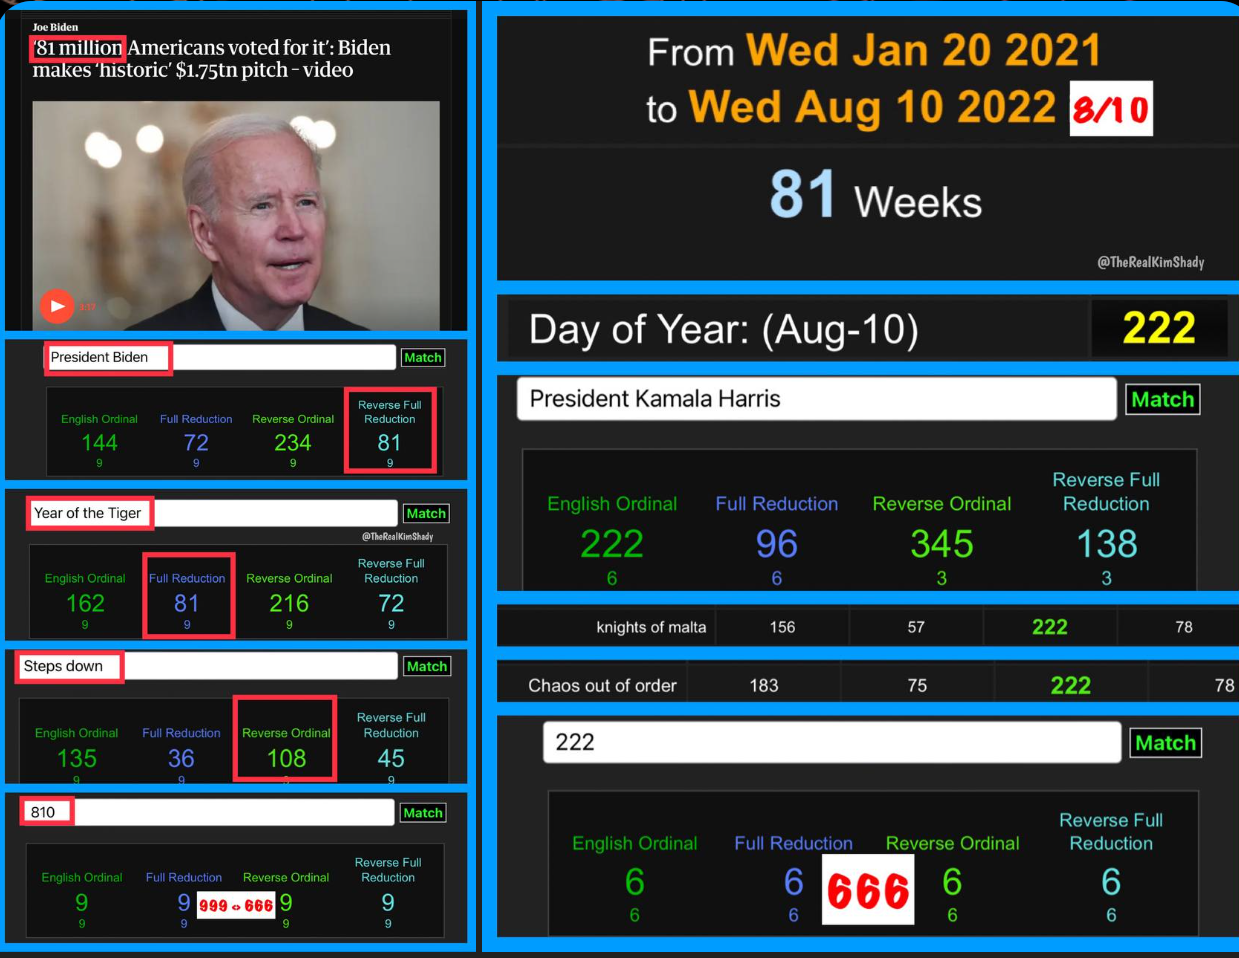 Joe Biden
'81 million Americans voted for it': Biden
makes 'historic' $1.75tn pitch – video
1:17
President Biden
Match
English Ordinal Full Reduction Reverse Ordinal Reverse Full Reduction
144 72 234 81
9 9 9 9
Year of the Tiger
Match
@TheRealKimShady
English Ordinal Full Reduction Reverse Ordinal Reverse Full Reduction
162 81 216 72
9 9 9 9
Steps down
Match
English Ordinal Full Reduction Reverse Ordinal Reverse Full Reduction
135 36 108 45
9 9 9 9
810
Match
English Ordinal Full Reduction Reverse Ordinal Reverse Full Reduction
9 9 999 ↔ 666 9 9
9 9 9 9
From Wed Jan 20 2021
to Wed Aug 10 2022 8/10
81 Weeks
@TheRealKimShady
Day of Year: (Aug-10) 222
President Kamala Harris
Match
English Ordinal Full Reduction Reverse Ordinal Reverse Full Reduction
222 96 345 138
6 6 3 3
knights of malta 156 57 222 78
Chaos out of order 183 75 222 78
222
Match
English Ordinal Full Reduction Reverse Ordinal Reverse Full Reduction
6 6 666 6 6
6 6 6 6